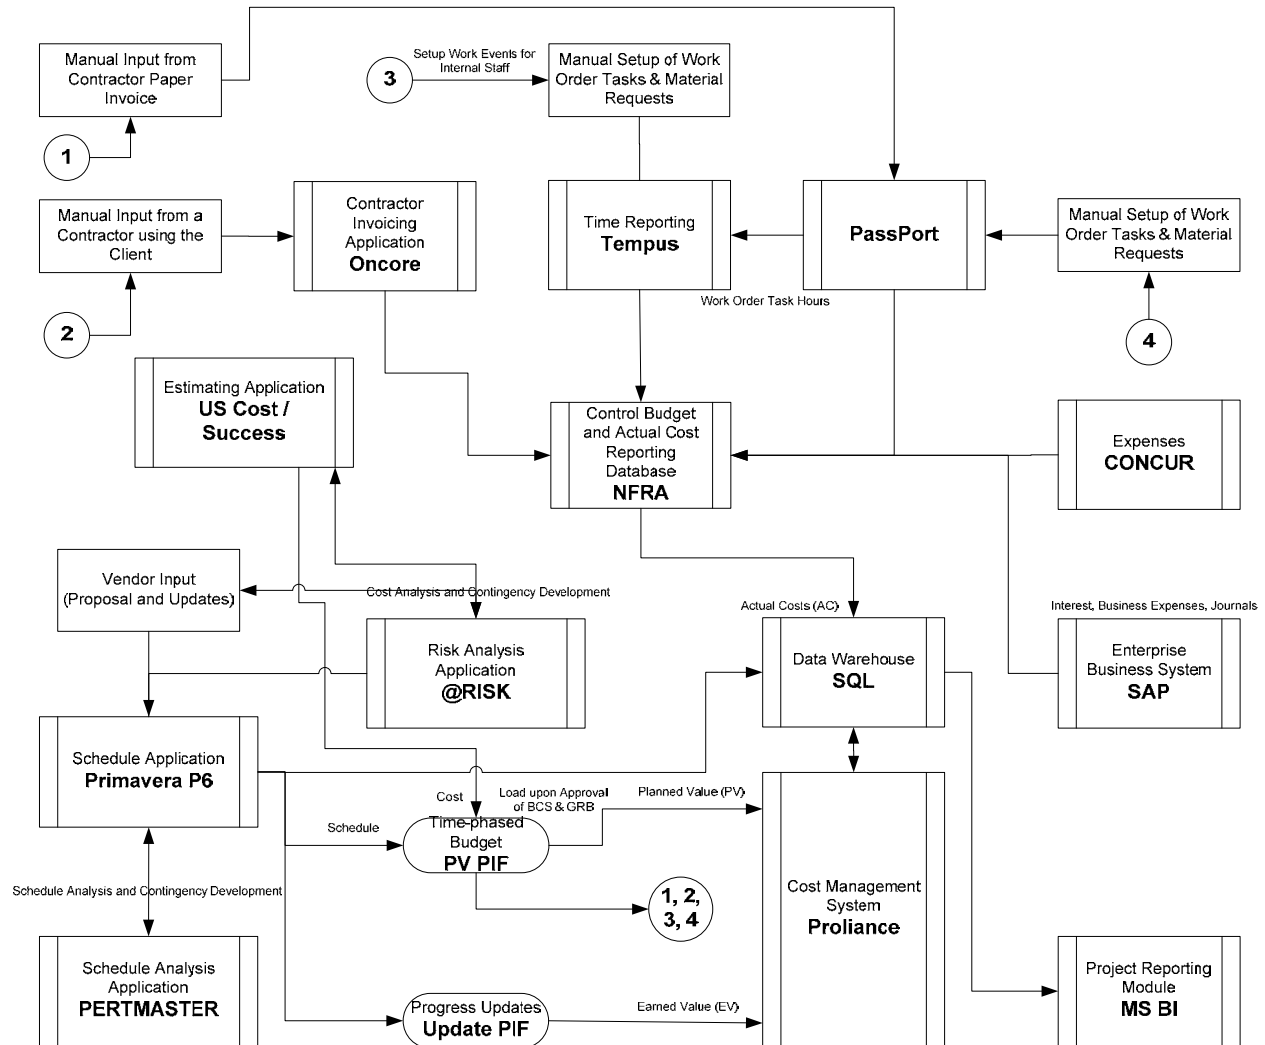 Manual Input from
Contractor Paper
Invoice
3
Setup Work Events for
Internal Staff
Manual Setup of Work
Order Tasks & Material
Requests
1
Manual Input from a
Contractor using the
Client
Contractor
Invoicing
Application
Oncore
Time Reporting
Tempus
PassPort
Manual Setup of Work
Order Tasks & Material
Requests
Work Order Task Hours
2
4
Estimating Application
US Cost /
Success
Control Budget
and Actual Cost
Reporting
Database
NFRA
Expenses
CONCUR
Vendor Input
(Proposal and Updates)
Cost Analysis and Contingency Development
Actual Costs (AC)
Interest, Business Expenses, Journals
Risk Analysis
Application
@RISK
Data Warehouse
SQL
Enterprise
Business System
SAP
Schedule Application
Primavera P6
Cost
Load upon Approval
of BCS & GRB
Planned Value (PV)
Schedule
Time-phased
Budget
PV PIF
Schedule Analysis and Contingency Development
1, 2,
3, 4
Cost Management
System
Proliance
Schedule Analysis
Application
PERTMASTER
Progress Updates
Update PIF
Earned Value (EV)
Project Reporting
Module
MS BI